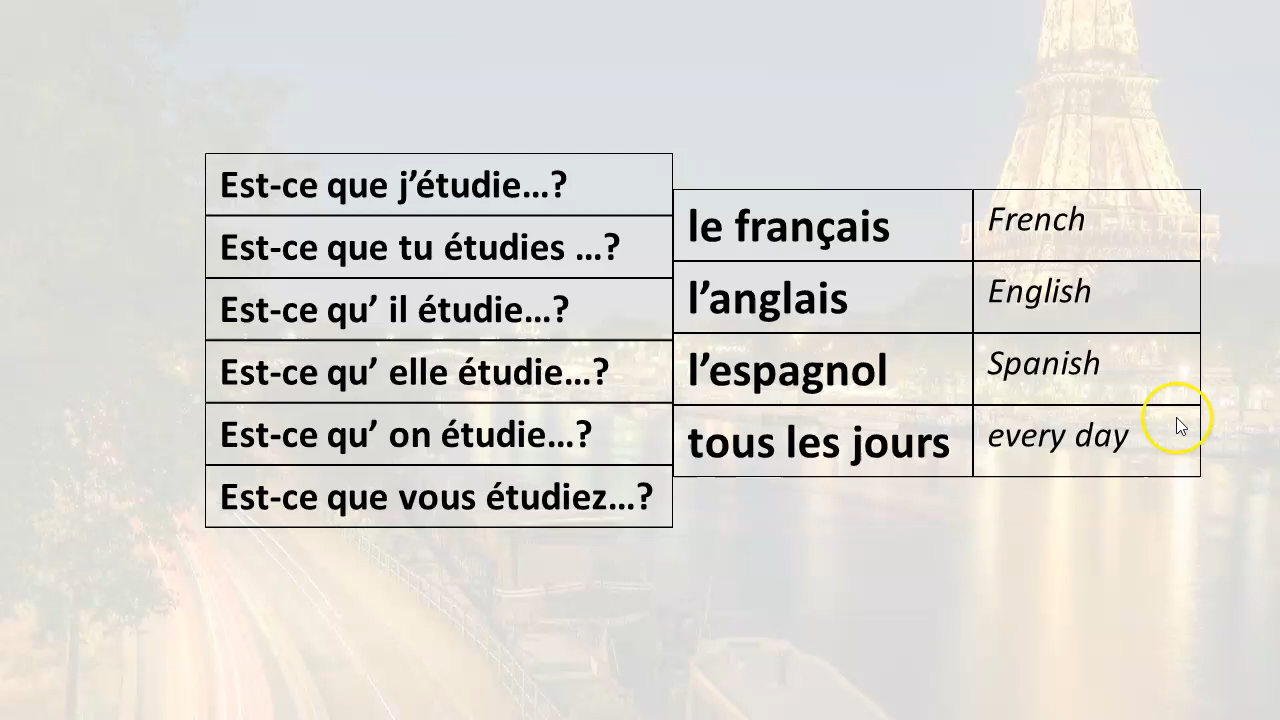 Est-ce que j’étudie…?
Est-ce que tu étudies …?
Est-ce qu’ il étudie…?
Est-ce qu’ elle étudie…?
Est-ce qu’ on étudie…?
Est-ce que vous étudiez…?
le français French
l’anglais English
l’espagnol Spanish
tous les jours every day